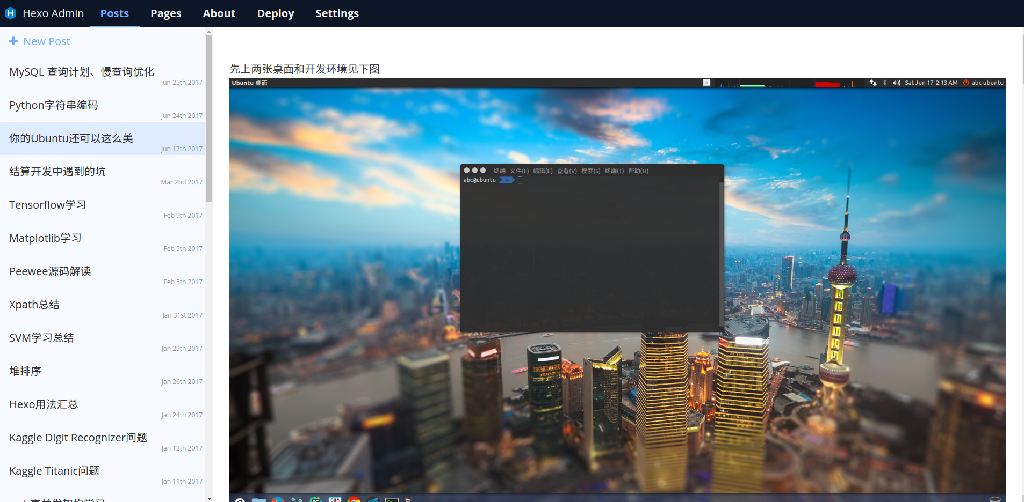 Hexo Admin Posts Pages About Deploy Settings
New Post
MySQL 查询计划、慢查询优化
Jun 25th 2017
Python字符串编码
Jun 24th 2017
你的Ubuntu还可以这么美
Jun 17th 2017
结算开发中遇到的坑
Mar 2nd 2017
Tensorflow学习
Feb 9th 2017
Matplotlib学习
Feb 5th 2017
Peewee源码解读
Xpath总结
Jan 31st 2017
SVM学习总结
Jan 29th 2017
堆排序
Jan 26th 2017
Hexo用法汇总
Jan 24th 2017
Kaggle Digit Recognizer问题
Jan 12th 2017
Kaggle Titanic问题
Jan 11th 2017
先上两张桌面和开发环境见下图
Ubuntu 桌面
Sat Jun 17 2:13 AM abc ubuntu
终端 文件(F) 编辑(E) 查看(V) 搜索(S) 终端(T) 帮助(H)
abc@ubuntu